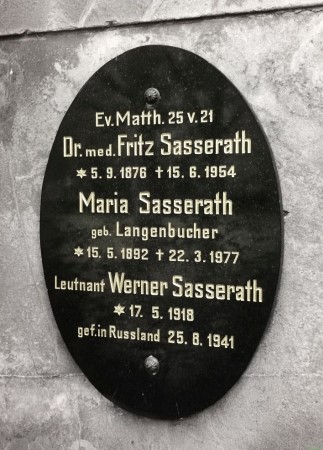 Ev. Matth. 25 v. 21
Dr. med. Fritz Sasserath
✶ 5. 9. 1876 † 15. 6. 1954
Maria Sasserath
geb. Langenbucher
✶ 15. 5. 1892 † 22. 3. 1977
Leutnant Werner Sasserath
✶ 17. 5. 1918
gef. in Russland 25. 8. 1941